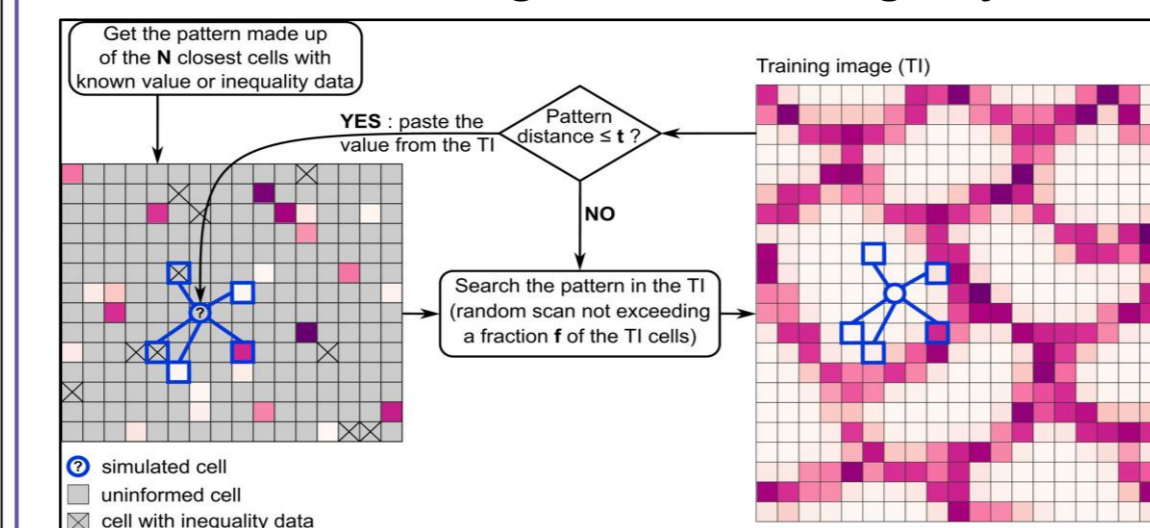 Get the pattern made up
of the N closest cells with
known value or inequality data
Training image (TI)
YES : paste the
value from the TI
Pattern
distance ≤ t ?
NO
Search the pattern in the TI
(random scan not exceeding
a fraction f of the TI cells)
?
? simulated cell
uninformed cell
cell with inequality data